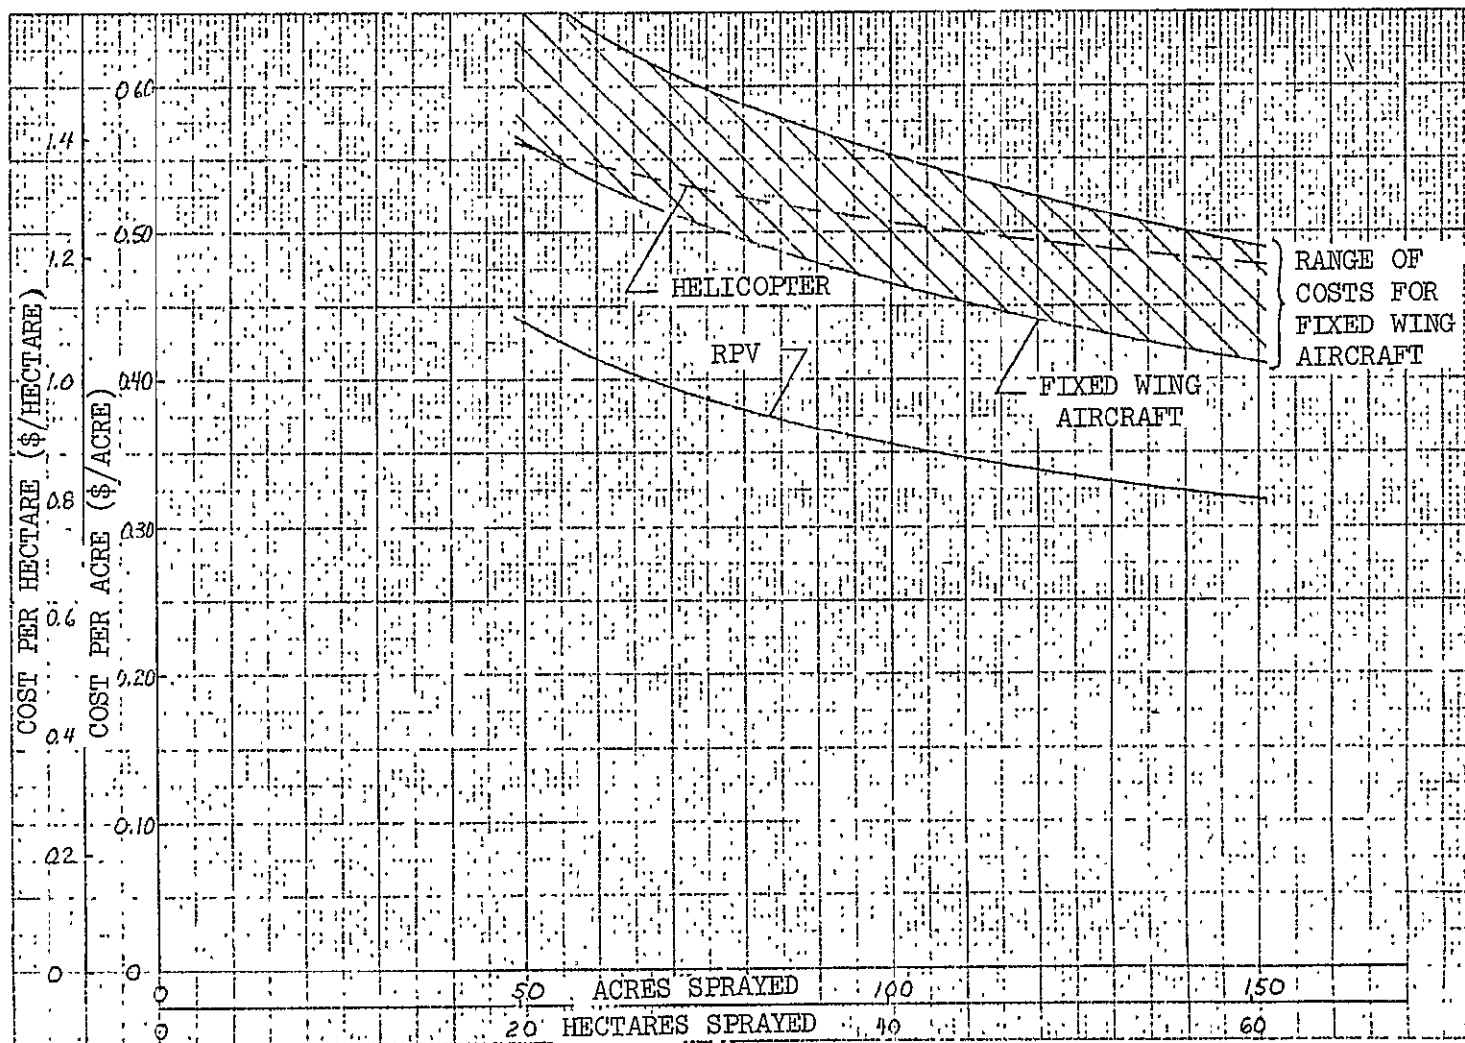 COST PER HECTARE ($/HECTARE)
1.4
1.2
1.0
0.8
0.6
0.4
0.2
0
COST PER ACRE ($/ACRE)
0.60
0.50
0.40
0.30
0.20
0.10
0
HELICOPTER
RPV
FIXED WING
AIRCRAFT
RANGE OF
COSTS FOR
FIXED WING
AIRCRAFT
0 50 ACRES SPRAYED 100 150
0 20 HECTARES SPRAYED 40 60